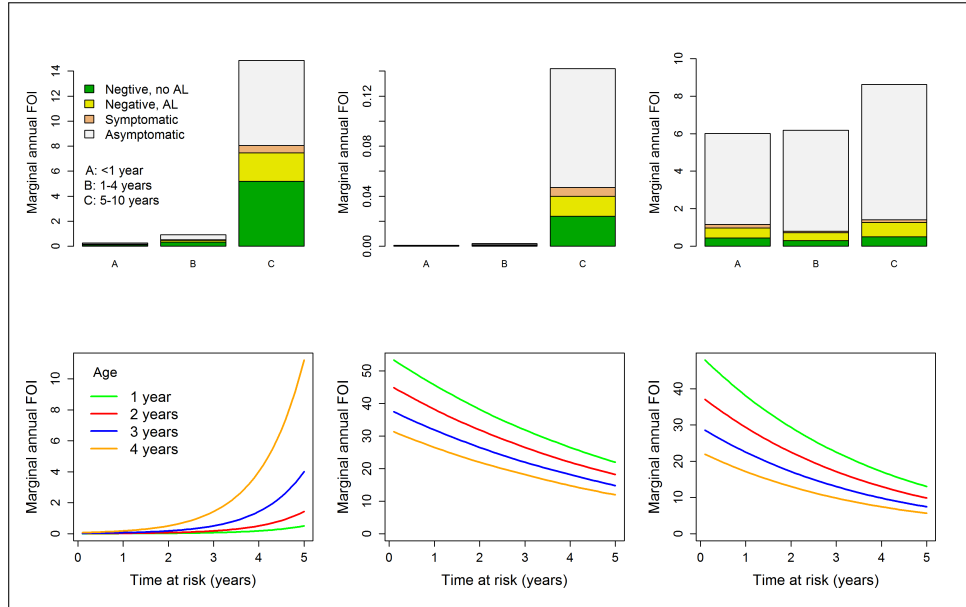 Marginal annual FOI
0 2 4 6 8 10 12 14
Negtive, no AL
Negative, AL
Symptomatic
Asymptomatic
A: <1 year
B: 1-4 years
C: 5-10 years
A B C
Marginal annual FOI
0.00 0.04 0.08 0.12
A B C
Marginal annual FOI
0 2 4 6 8 10
A B C
Marginal annual FOI
0 2 4 6 8 10
Age
1 year
2 years
3 years
4 years
0 1 2 3 4 5
Time at risk (years)
Marginal annual FOI
0 10 20 30 40 50
0 1 2 3 4 5
Time at risk (years)
Marginal annual FOI
0 10 20 30 40
0 1 2 3 4 5
Time at risk (years)